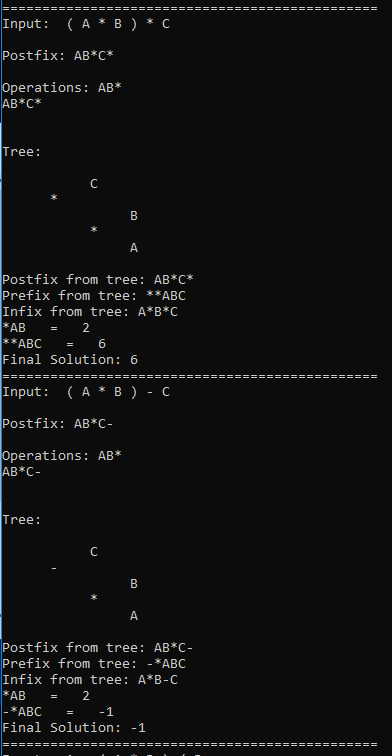 ===============================================
Input:  ( A * B ) * C
Postfix: AB*C*
Operations: AB*
AB*C*
Tree:
C
*
B
*
A
Postfix from tree: AB*C*
Prefix from tree: **ABC
Infix from tree: A*B*C
*AB   =   2
**ABC   =   6
Final Solution: 6
===============================================
Input:  ( A * B ) - C
Postfix: AB*C-
Operations: AB*
AB*C-
Tree:
C
-
B
*
A
Postfix from tree: AB*C-
Prefix from tree: -*ABC
Infix from tree: A*B-C
*AB   =   2
-*ABC   =   -1
Final Solution: -1
===============================================